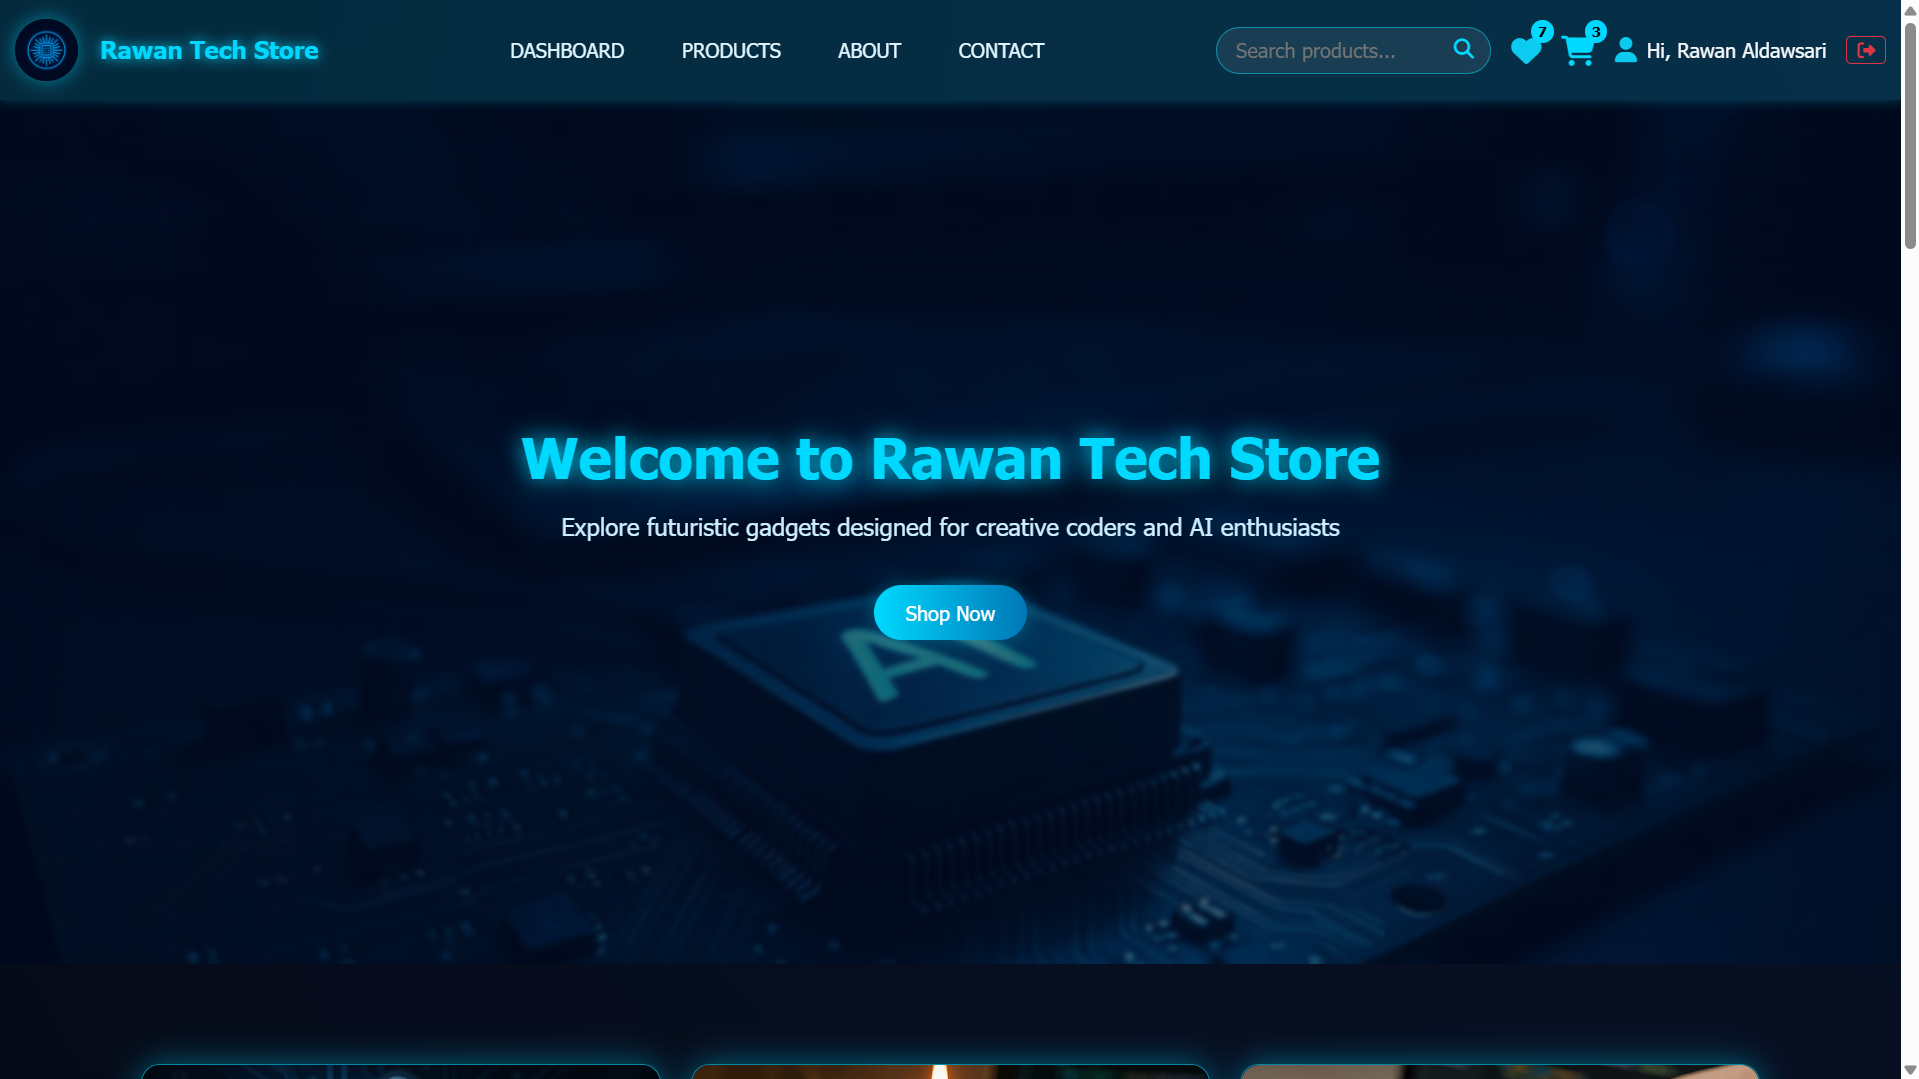 Rawan Tech Store
DASHBOARD
PRODUCTS
ABOUT
CONTACT
Search products...
7
3
Hi, Rawan Aldawsari
Welcome to Rawan Tech Store
Explore futuristic gadgets designed for creative coders and AI enthusiasts
Shop Now
AI